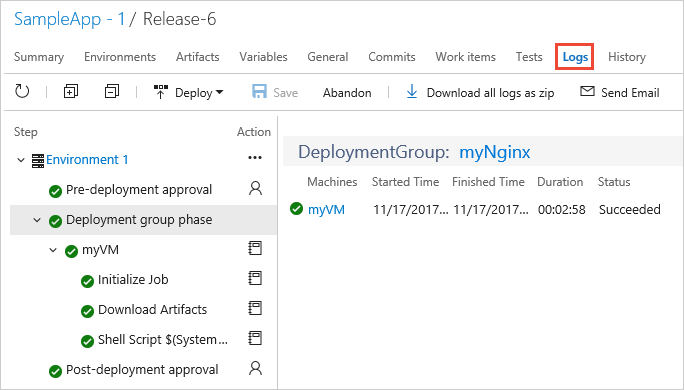 SampleApp - 1 / Release-6
Summary Environments Artifacts Variables General Commits Work items Tests Logs History
Deploy Save Abandon Download all logs as zip Send Email
Step Action
Environment 1 ...
Pre-deployment approval
Deployment group phase
myVM
Initialize Job
Download Artifacts
Shell Script $(System...
Post-deployment approval
DeploymentGroup: myNginx
Machines Started Time Finished Time Duration Status
myVM 11/17/2017... 11/17/2017... 00:02:58 Succeeded